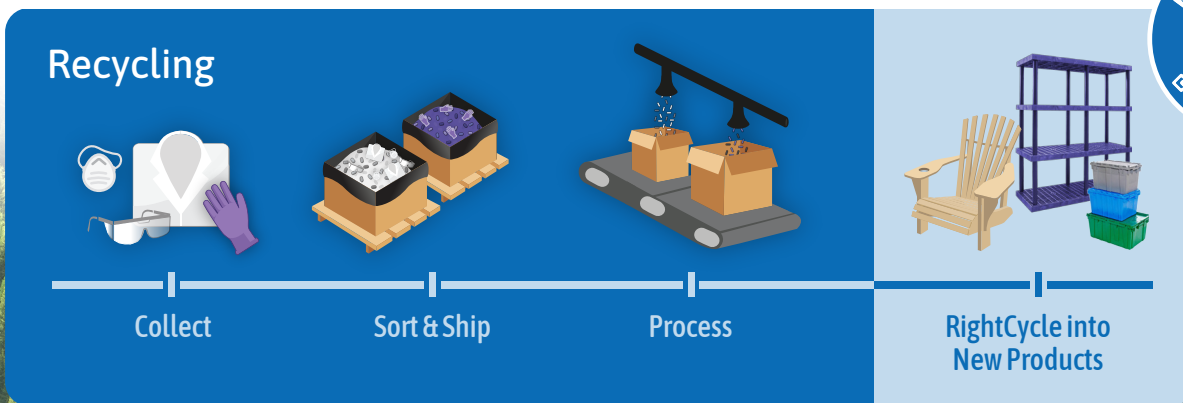 Recycling
Collect
Sort & Ship
Process
RightCycle into
New Products